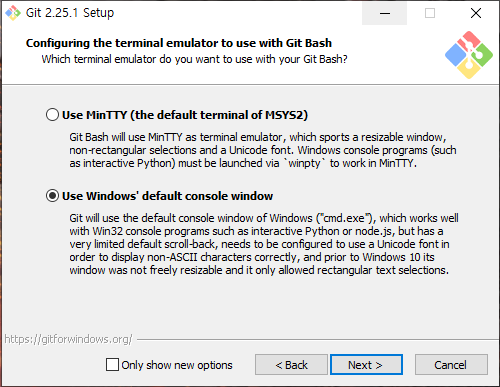 Git 2.25.1 Setup
Configuring the terminal emulator to use with Git Bash
Which terminal emulator do you want to use with your Git Bash?
Use MinTTY (the default terminal of MSYS2)
Git Bash will use MinTTY as terminal emulator, which sports a resizable window,
non-rectangular selections and a Unicode font. Windows console programs (such
as interactive Python) must be launched via `winpty` to work in MinTTY.
Use Windows' default console window
Git will use the default console window of Windows ("cmd.exe"), which works well
with Win32 console programs such as interactive Python or node.js, but has a
very limited default scroll-back, needs to be configured to use a Unicode font in
order to display non-ASCII characters correctly, and prior to Windows 10 its
window was not freely resizable and it only allowed rectangular text selections.
https://gitforwindows.org/
Only show new options
< Back
Next >
Cancel